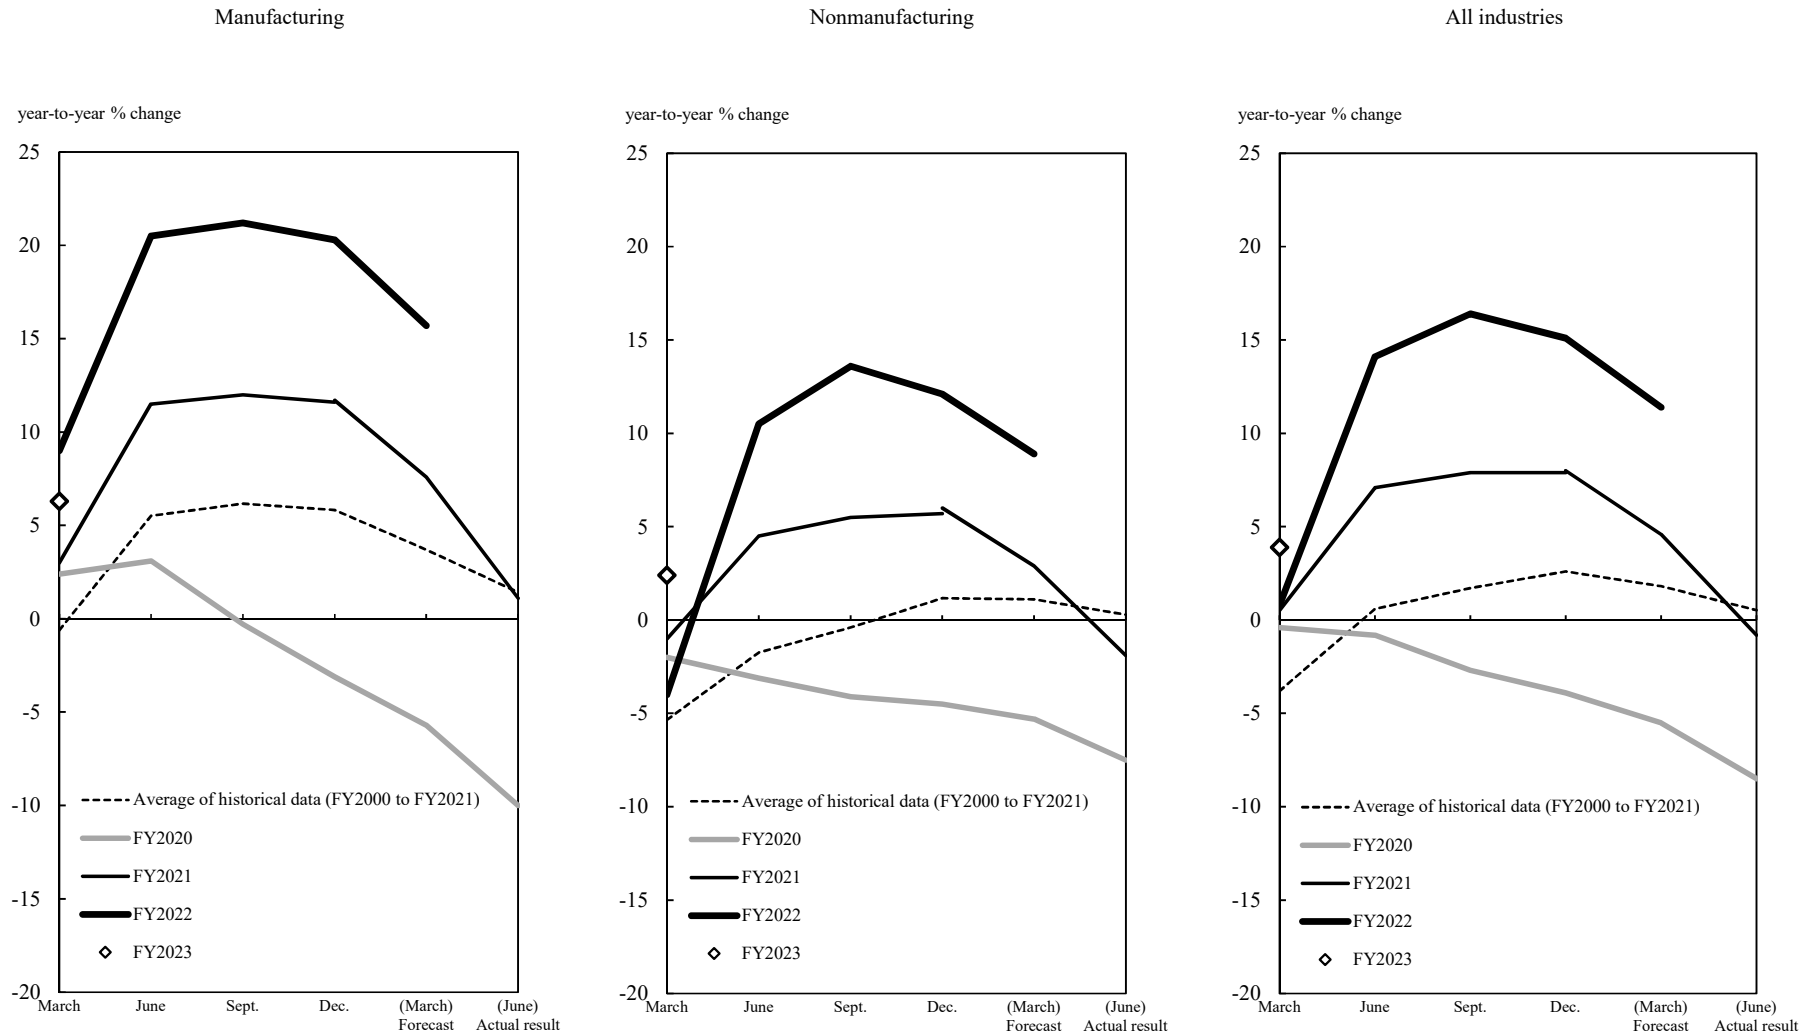 Manufacturing
Nonmanufacturing
All industries
year-to-year % change
25
20
15
10
5
0
-5
-10
-15
-20
Average of historical data (FY2000 to FY2021)
FY2020
FY2021
FY2022
FY2023
March
June
Sept.
Dec.
(March)
Forecast
(June)
Actual result
year-to-year % change
25
20
15
10
5
0
-5
-10
-15
-20
Average of historical data (FY2000 to FY2021)
FY2020
FY2021
FY2022
FY2023
March
June
Sept.
Dec.
(March)
Forecast
(June)
Actual result
year-to-year % change
25
20
15
10
5
0
-5
-10
-15
-20
Average of historical data (FY2000 to FY2021)
FY2020
FY2021
FY2022
FY2023
March
June
Sept.
Dec.
(March)
Forecast
(June)
Actual result